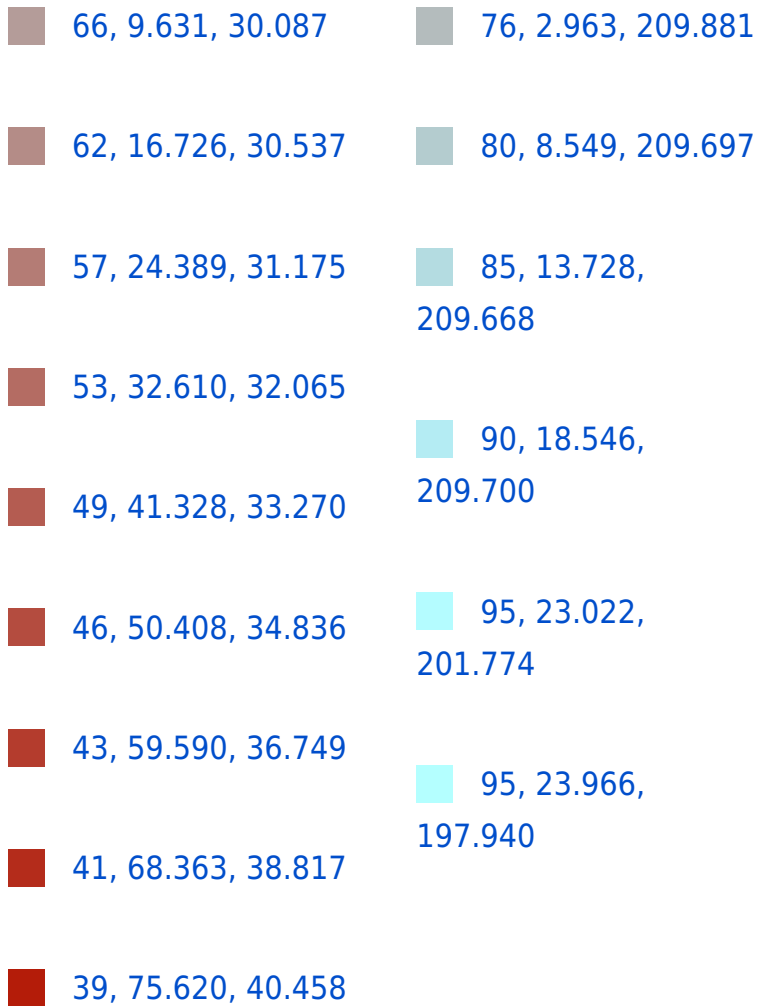 66, 9.631, 30.087
62, 16.726, 30.537
57, 24.389, 31.175
53, 32.610, 32.065
49, 41.328, 33.270
46, 50.408, 34.836
43, 59.590, 36.749
41, 68.363, 38.817
39, 75.620, 40.458
76, 2.963, 209.881
80, 8.549, 209.697
85, 13.728,
209.668
90, 18.546,
209.700
95, 23.022,
201.774
95, 23.966,
197.940